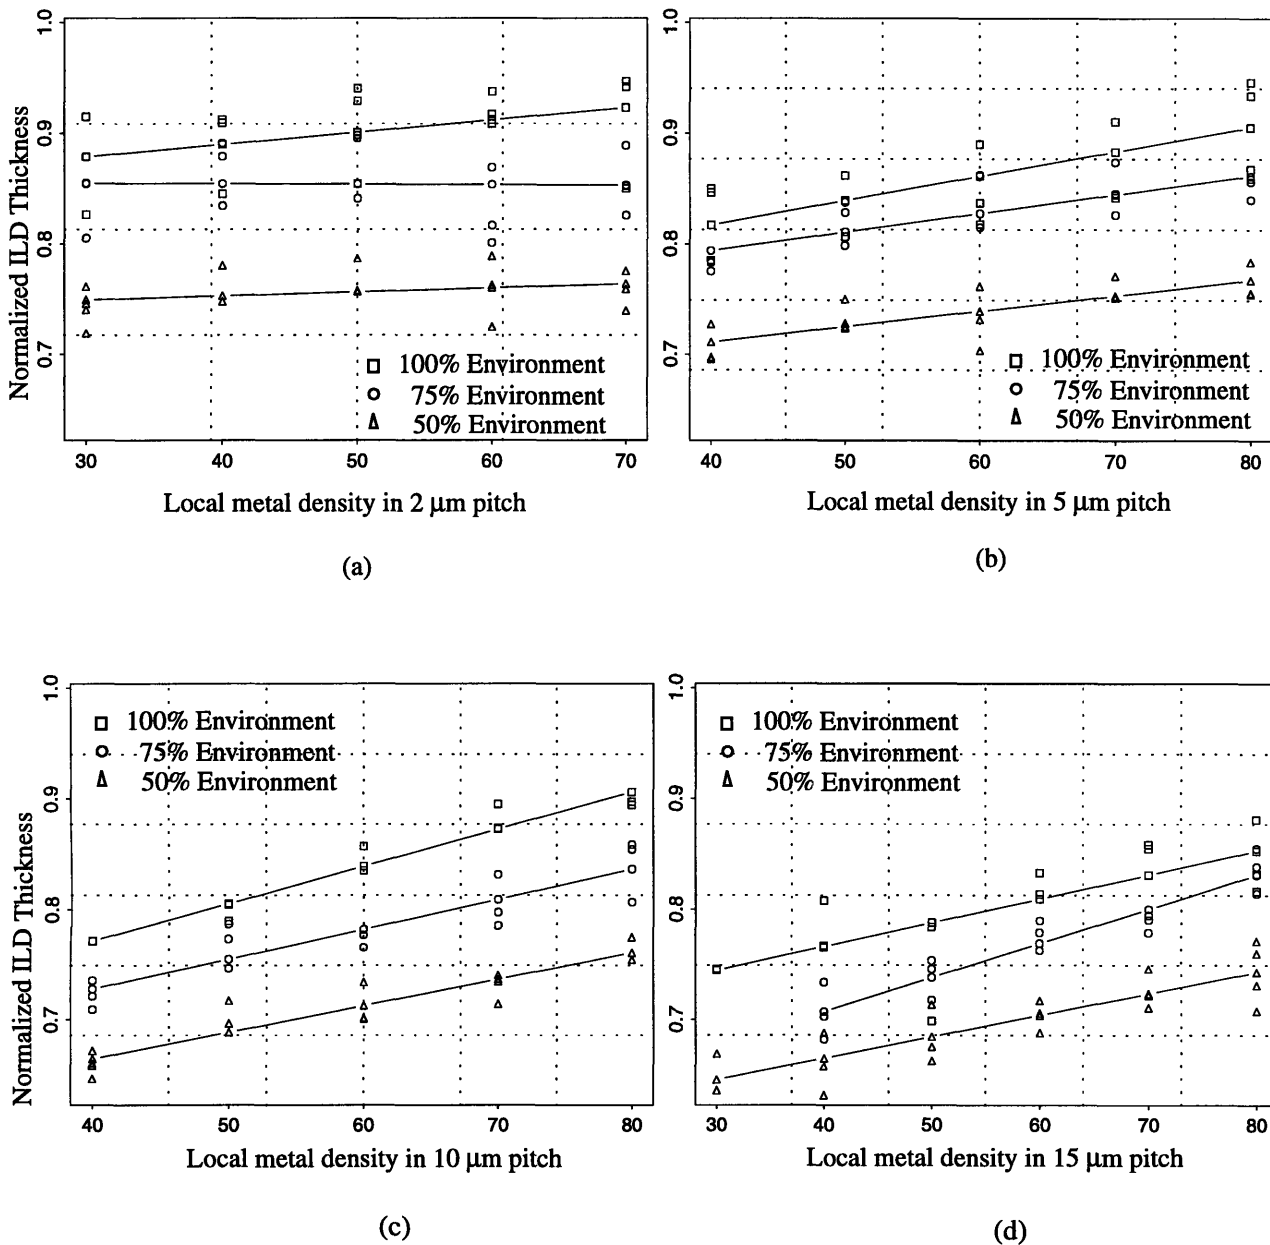 1.0
0.9
0.8
0.7
Normalized ILD Thickness
100% Environment
75% Environment
50% Environment
30 40 50 60 70
Local metal density in 2 μm pitch
(a)
1.0
0.9
0.8
0.7
100% Environment
75% Environment
50% Environment
40 50 60 70 80
Local metal density in 5 μm pitch
(b)
1.0
0.9
0.8
0.7
Normalized ILD Thickness
100% Environment
75% Environment
50% Environment
40 50 60 70 80
Local metal density in 10 μm pitch
(c)
1.0
0.9
0.8
0.7
100% Environment
75% Environment
50% Environment
30 40 50 60 70 80
Local metal density in 15 μm pitch
(d)